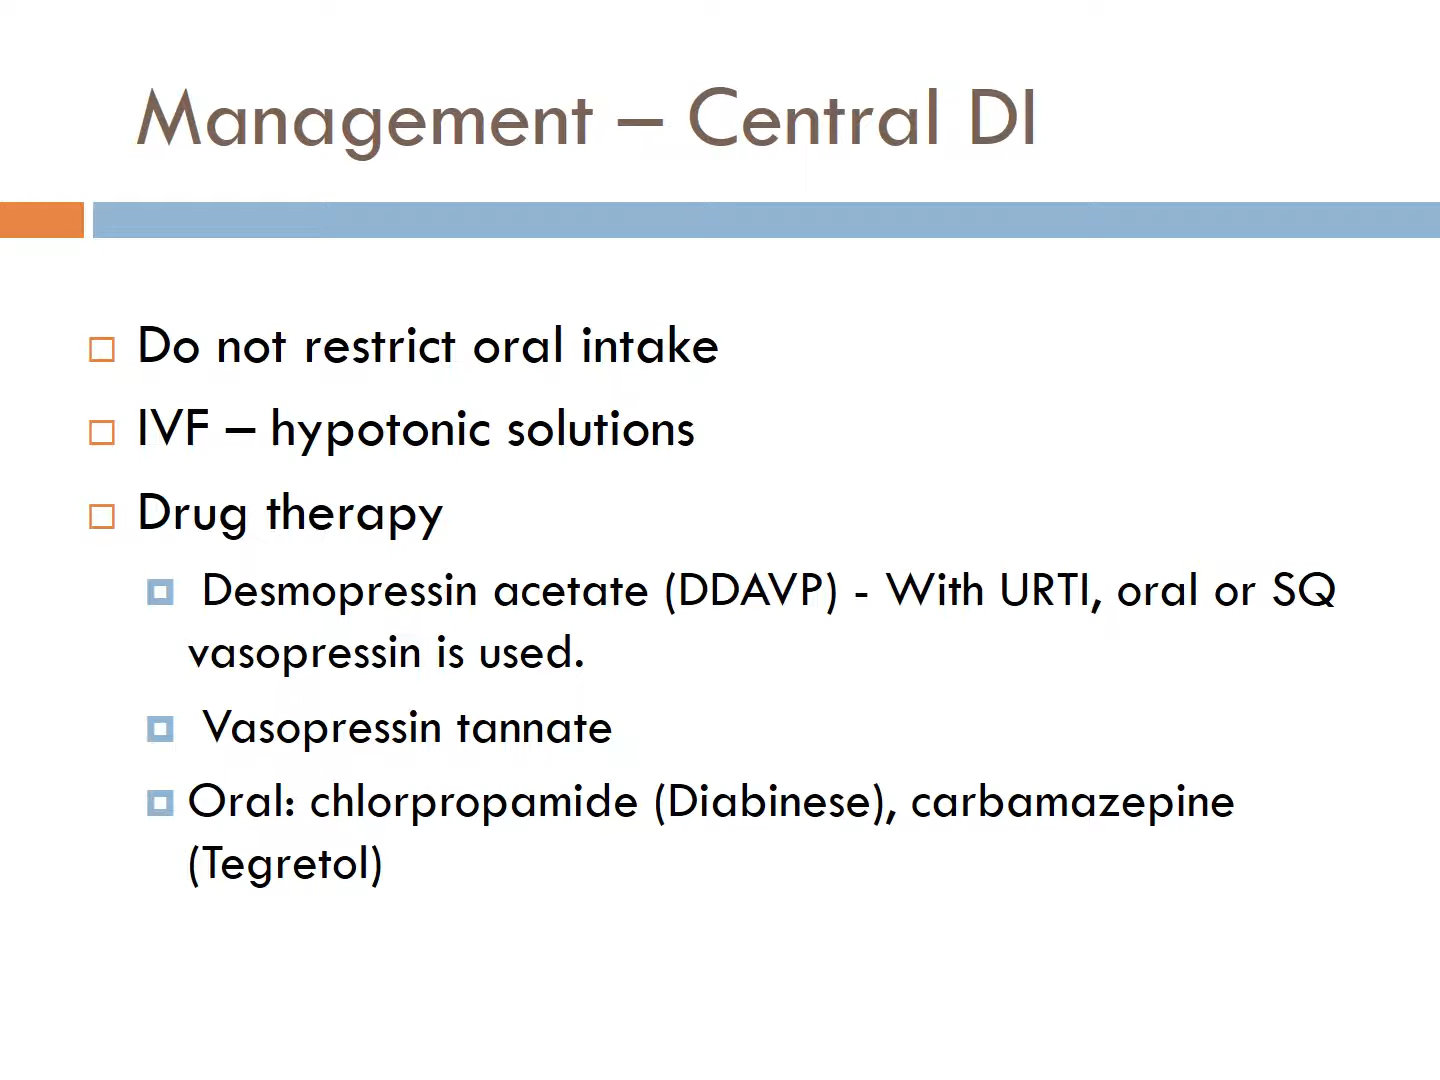 Management – Central DI
Do not restrict oral intake
IVF – hypotonic solutions
Drug therapy
Desmopressin acetate (DDAVP) - With URTI, oral or SQ
vasopressin is used.
Vasopressin tannate
Oral: chlorpropamide (Diabinese), carbamazepine
(Tegretol)